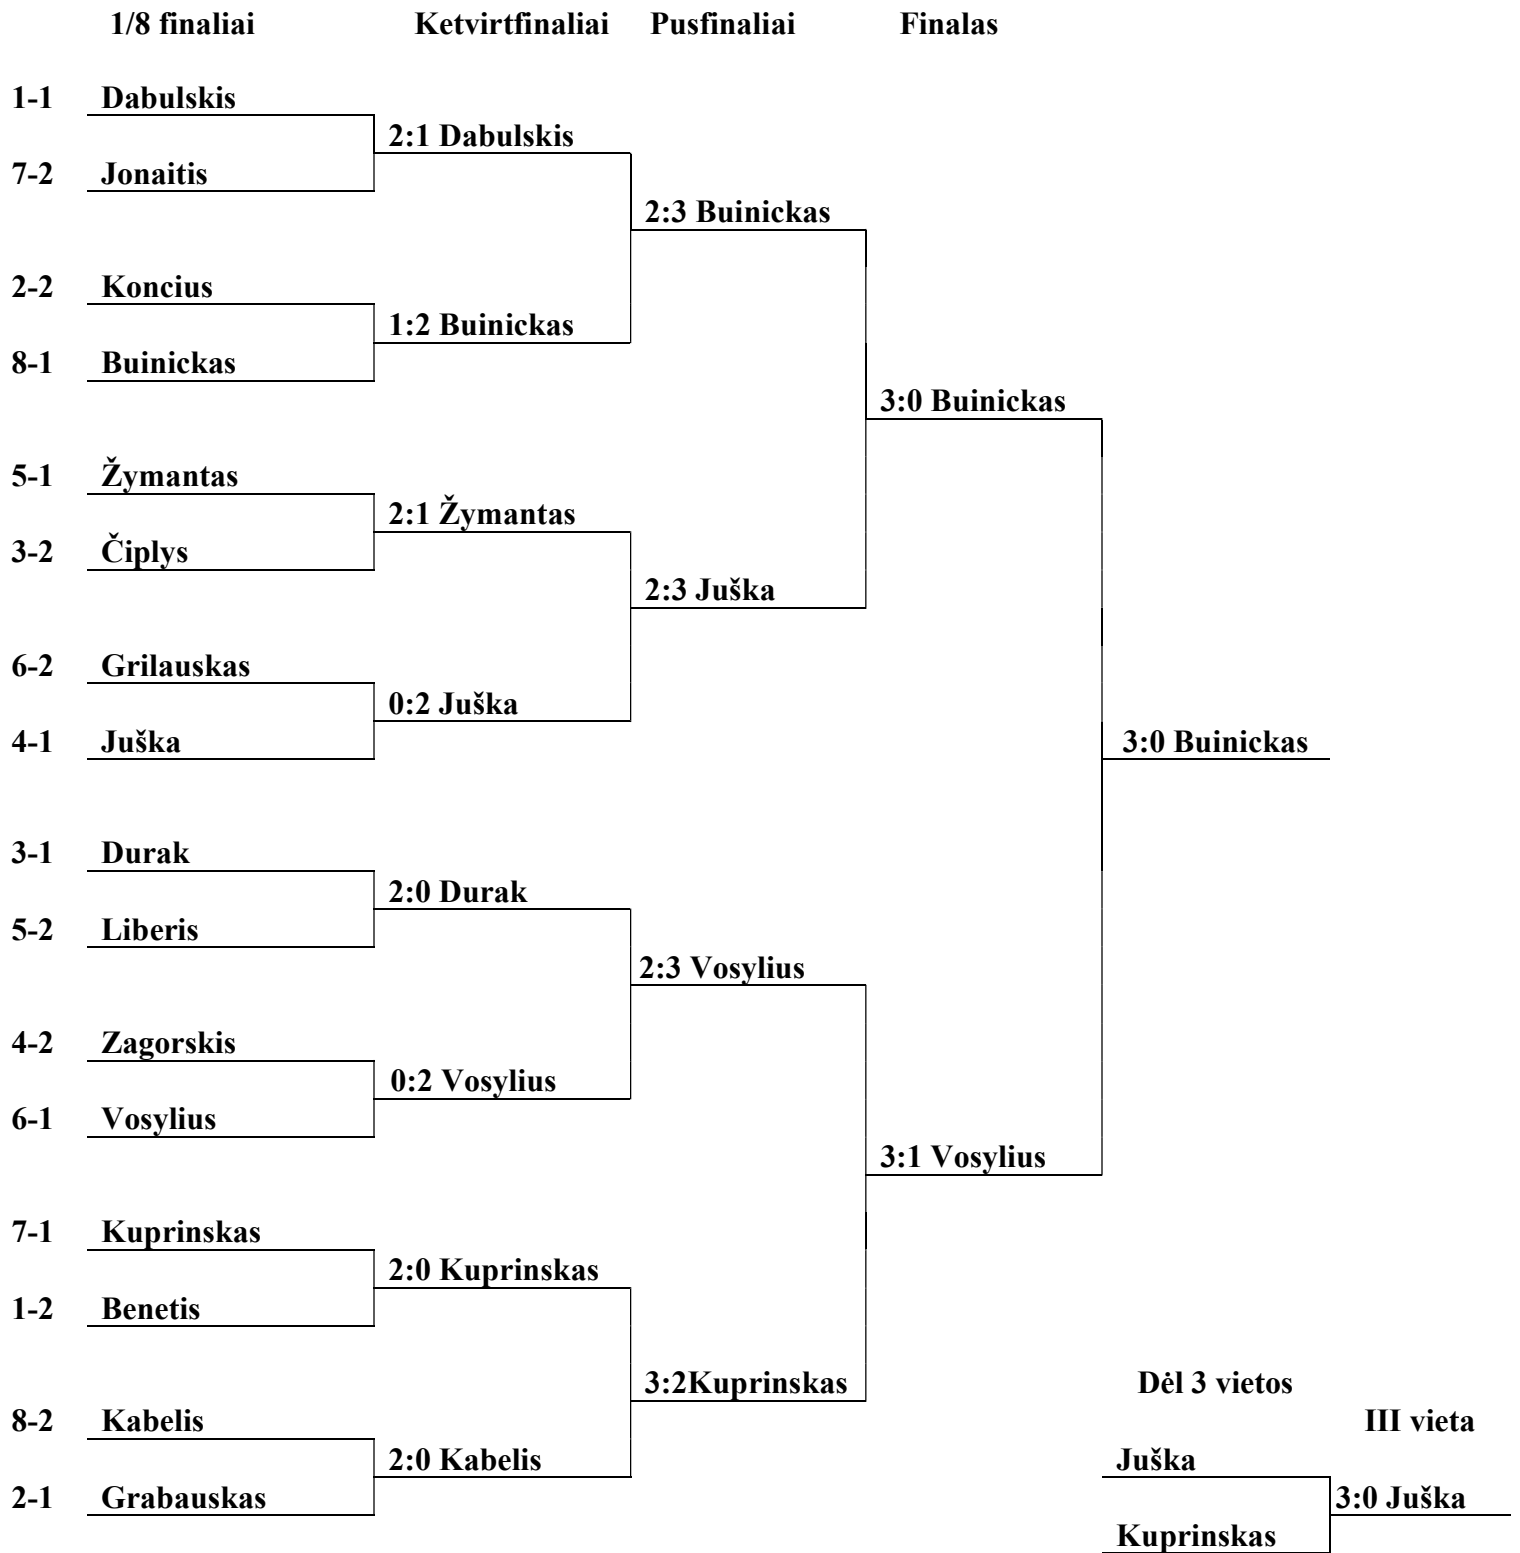 1/8 finaliai Ketvirtfinaliai Pusfinaliai Finalas
1-1 Dabulskis
2:1 Dabulskis
7-2 Jonaitis
2:3 Buinickas
2-2 Koncius
1:2 Buinickas
8-1 Buinickas
3:0 Buinickas
5-1 Žymantas
2:1 Žymantas
3-2 Čiplys
2:3 Juška
6-2 Grilauskas
0:2 Juška
4-1 Juška
3:0 Buinickas
3-1 Durak
2:0 Durak
5-2 Liberis
2:3 Vosylius
4-2 Zagorskis
0:2 Vosylius
6-1 Vosylius
3:1 Vosylius
7-1 Kuprinskas
2:0 Kuprinskas
1-2 Benetis
3:2Kuprinskas Dėl 3 vietos
8-2 Kabelis III vieta
2:0 Kabelis Juška
2-1 Grabauskas 3:0 Juška
Kuprinskas